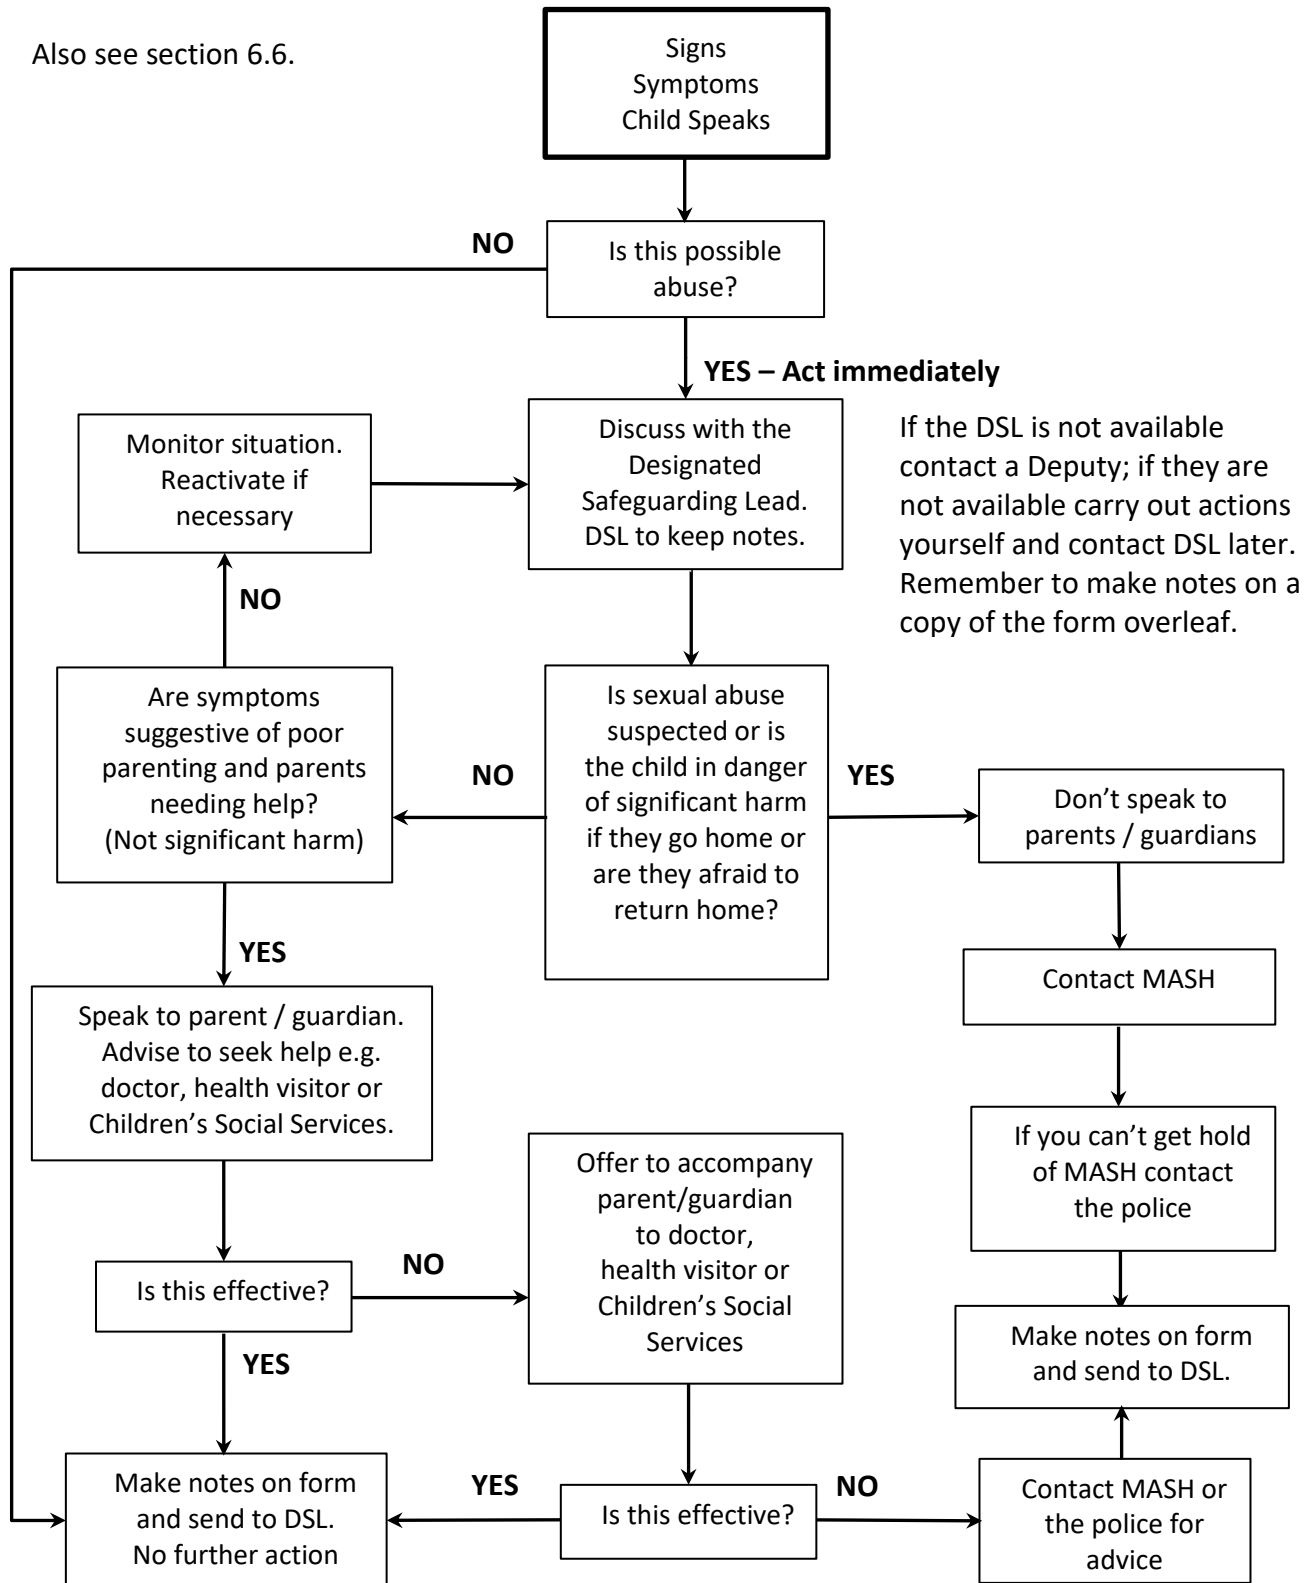 Also see section 6.6.
Signs
Symptoms
Child Speaks
NO
Is this possible
abuse?
YES – Act immediately
Monitor situation.
Reactivate if
necessary
Discuss with the
Designated
Safeguarding Lead.
DSL to keep notes.
If the DSL is not available
contact a Deputy; if they are
not available carry out actions
yourself and contact DSL later.
Remember to make notes on a
copy of the form overleaf.
NO
Are symptoms
suggestive of poor
parenting and parents
needing help?
(Not significant harm)
NO
Is sexual abuse
suspected or is
the child in danger
of significant harm
if they go home or
are they afraid to
return home?
YES
Don’t speak to
parents / guardians
YES
Contact MASH
Speak to parent / guardian.
Advise to seek help e.g.
doctor, health visitor or
Children’s Social Services.
If you can’t get hold
of MASH contact
the police
Offer to accompany
parent/guardian
to doctor,
health visitor or
Children’s Social
Services
Is this effective?
NO
YES
Make notes on form
and send to DSL.
Make notes on form
and send to DSL.
No further action
YES
Is this effective?
NO
Contact MASH or
the police for
advice